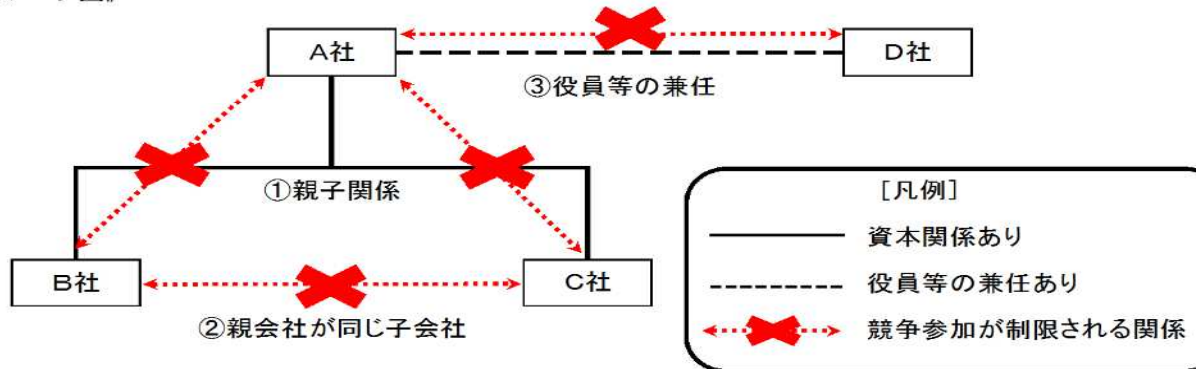 A社
D社
③役員等の兼任
①親子関係
B社
C社
②親会社が同じ子会社
[凡例]
資本関係あり
役員等の兼任あり
競争参加が制限される関係